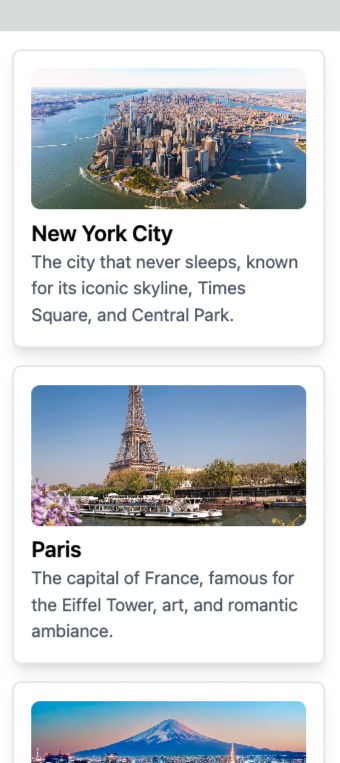 New York City
The city that never sleeps, known
for its iconic skyline, Times
Square, and Central Park.
Paris
The capital of France, famous for
the Eiffel Tower, art, and romantic
ambiance.